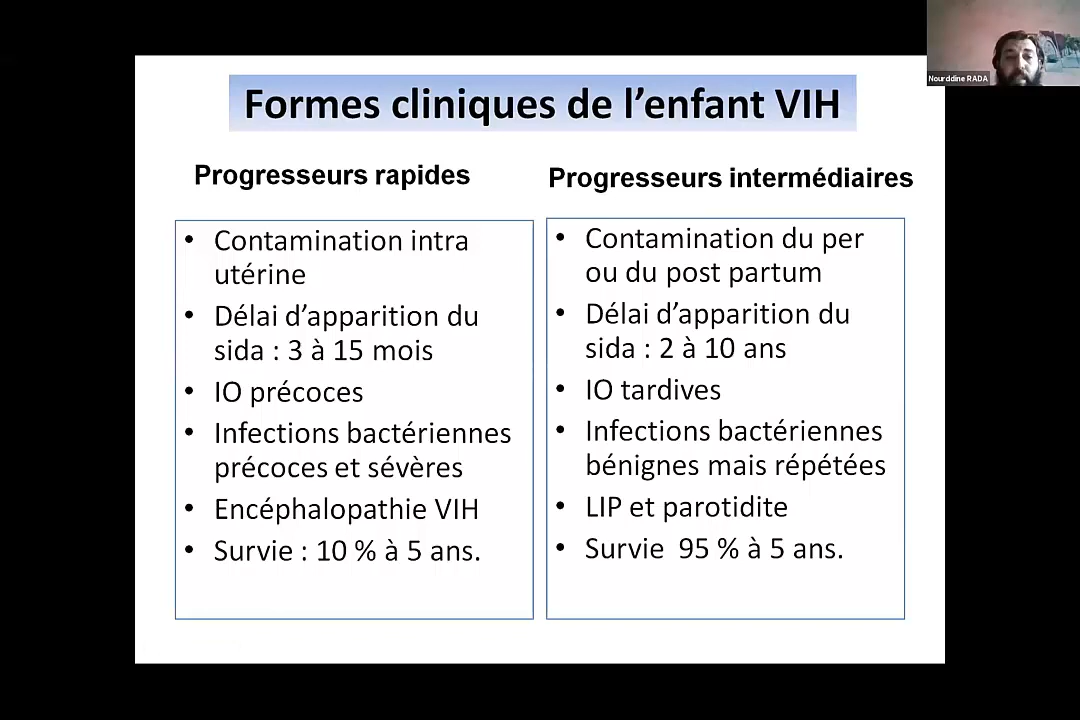 Nourddine RADA
Formes cliniques de l’enfant VIH
Progresseurs rapides
• Contamination intra
utérine
• Délai d’apparition du
sida : 3 à 15 mois
• IO précoces
• Infections bactériennes
précoces et sévères
• Encéphalopathie VIH
• Survie : 10 % à 5 ans.
Progresseurs intermédiaires
• Contamination du per
ou du post partum
• Délai d’apparition du
sida : 2 à 10 ans
• IO tardives
• Infections bactériennes
bénignes mais répétées
• LIP et parotidite
• Survie 95 % à 5 ans.